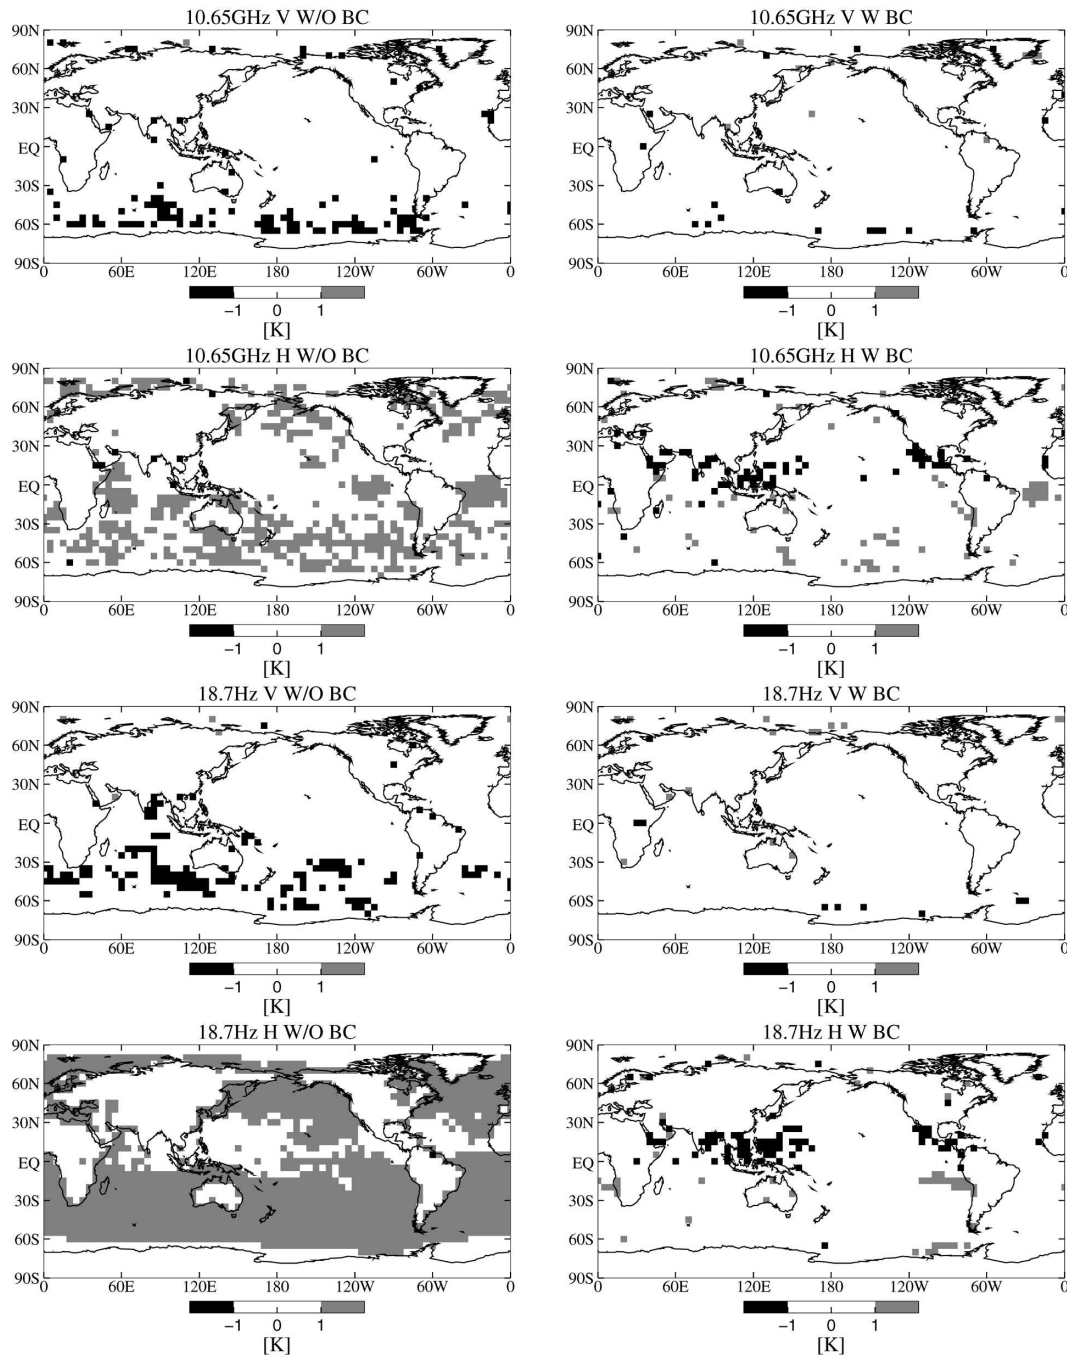 10.65GHz V W/O BC
90N
60N
30N
EQ
30S
60S
90S
0 60E 120E 180E 120W 60W 0
−1 0 1
[K]
10.65GHz V W BC
90N
60N
30N
EQ
30S
60S
90S
0 60E 120E 180E 120W 60W 0
−1 0 1
[K]
10.65GHz H W/O BC
90N
60N
30N
EQ
30S
60S
90S
0 60E 120E 180E 120W 60W 0
−1 0 1
[K]
10.65GHz H W BC
90N
60N
30N
EQ
30S
60S
90S
0 60E 120E 180E 120W 60W 0
−1 0 1
[K]
18.7Hz V W/O BC
90N
60N
30N
EQ
30S
60S
90S
0 60E 120E 180E 120W 60W 0
−1 0 1
[K]
18.7Hz V W BC
90N
60N
30N
EQ
30S
60S
90S
0 60E 120E 180E 120W 60W 0
−1 0 1
[K]
18.7Hz H W/O BC
90N
60N
30N
EQ
30S
60S
90S
0 60E 120E 180E 120W 60W 0
−1 0 1
[K]
18.7Hz H W BC
90N
60N
30N
EQ
30S
60S
90S
0 60E 120E 180E 120W 60W 0
−1 0 1
[K]